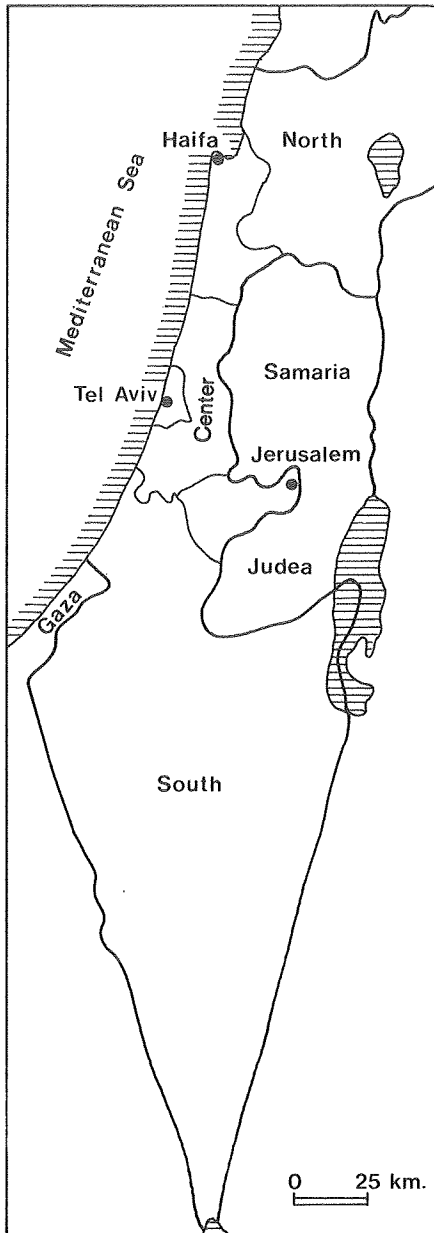 Haifa
North
Mediterranean Sea
Samaria
Tel Aviv
Center
Jerusalem
Judea
Gaza
South
0 25 km.